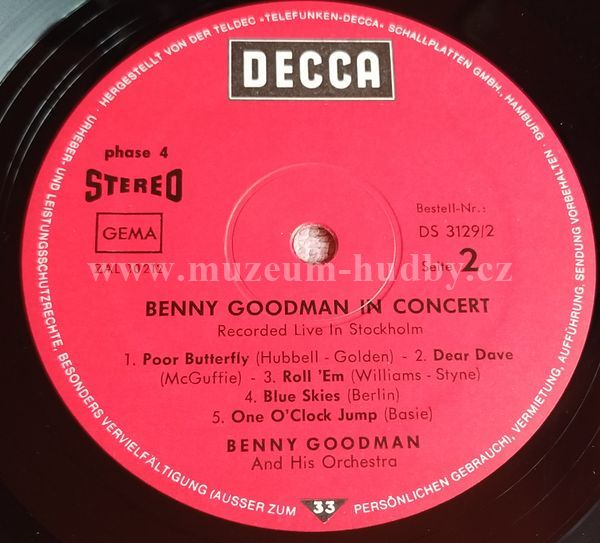 URHEBER- UND LEISTUNGSSCHUTZRECHTE, BESONDERS VERVIELFÄLTIGUNG (AUSSER ZUM PERSÖNLICHEN GEBRAUCH), VERMIETUNG, AUFFÜHRUNG, SENDUNG VORBEHALTEN · HERGESTELLT VON DER TELDEC »TELEFUNKEN-DECCA« SCHALLPLATTEN GMBH., HAMBURG ·
DECCA
phase 4
STEREO
GEMA
Bestell-Nr.:
DS 3129/2
Seite 2
www.muzeum-hudby.cz
BENNY GOODMAN IN CONCERT
Recorded Live In Stockholm
1. Poor Butterfly (Hubbell - Golden) - 2. Dear Dave
(McGuffie) - 3. Roll 'Em (Williams - Styne)
4. Blue Skies (Berlin)
5. One O'Clock Jump (Basie)
BENNY GOODMAN
And His Orchestra
33